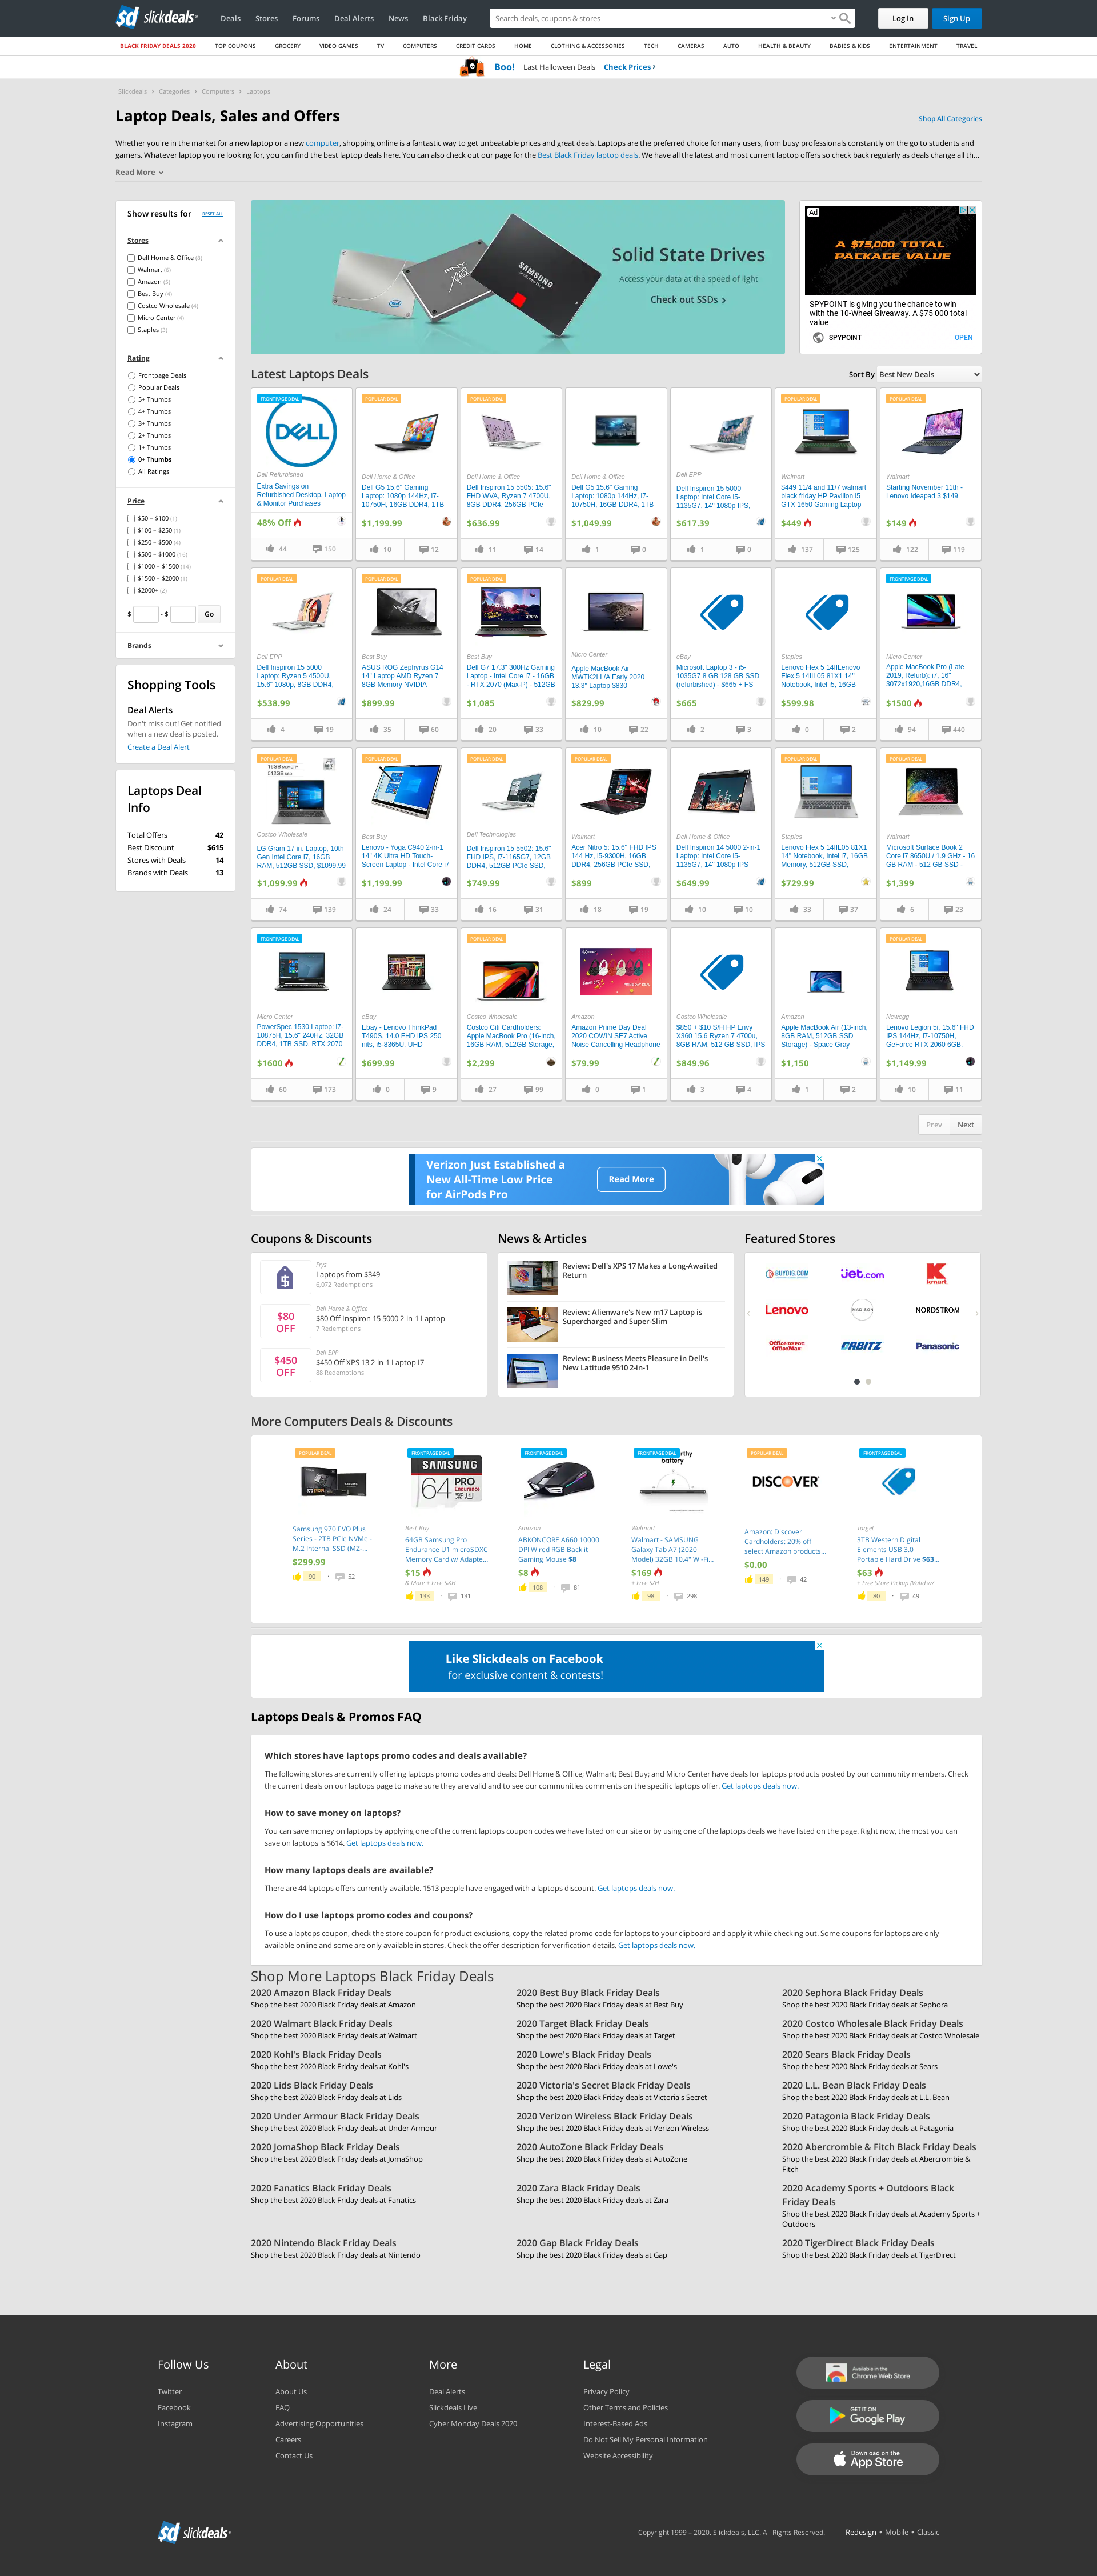 slickdeals
Deals
Stores
Forums
Deal Alerts
News
Black Friday
Search deals, coupons & stores
Log In
Sign Up
BLACK FRIDAY DEALS 2020
TOP COUPONS
GROCERY
VIDEO GAMES
TV
COMPUTERS
CREDIT CARDS
HOME
CLOTHING & ACCESSORIES
TECH
CAMERAS
AUTO
HEALTH & BEAUTY
BABIES & KIDS
ENTERTAINMENT
TRAVEL
Boo! Last Halloween Deals Check Prices
Slickdeals > Categories > Computers > Laptops
Laptop Deals, Sales and Offers
Shop All Categories
Whether you're in the market for a new laptop or a new computer, shopping online is a fantastic way to get unbeatable prices and great deals. Laptops are the preferred choice for many users, from busy professionals constantly on the go to students and
gamers. Whatever laptop you're looking for, you can find the best laptop deals here. You can also check out our page for the Best Black Friday laptop deals. We have all the latest and most current laptop offers so check back regularly as deals change all th...
Read More
Show results for
RESET ALL
Stores
Dell Home & Office (8)
Walmart (6)
Amazon (5)
Best Buy (4)
Costco Wholesale (4)
Micro Center (4)
Staples (3)
Rating
Frontpage Deals
Popular Deals
5+ Thumbs
4+ Thumbs
3+ Thumbs
2+ Thumbs
1+ Thumbs
0+ Thumbs
All Ratings
Price
$50 – $100 (1)
$100 – $250 (1)
$250 – $500 (4)
$500 – $1000 (16)
$1000 – $1500 (14)
$1500 – $2000 (1)
$2000+ (2)
$ - $ Go
Brands
Shopping Tools
Deal Alerts
Don't miss out! Get notified
when a new deal is posted.
Create a Deal Alert
Laptops Deal
Info
Total Offers 42
Best Discount $615
Stores with Deals 14
Brands with Deals 13
Solid State Drives
Access your data at the speed of light
Check out SSDs
Ad
A $75,000 TOTAL
PACKAGE VALUE
SPYPOINT is giving you the chance to win
with the 10-Wheel Giveaway. A $75 000 total
value
SPYPOINT
OPEN
Latest Laptops Deals
Sort By Best New Deals
FRONTPAGE DEAL
DELL
Dell Refurbished
Extra Savings on
Refurbished Desktop, Laptop
& Monitor Purchases
48% Off
44 150
POPULAR DEAL
Dell Home & Office
Dell G5 15.6" Gaming
Laptop: 1080p 144Hz, i7-
10750H, 16GB DDR4, 1TB
$1,199.99
10 12
POPULAR DEAL
Dell Home & Office
Dell Inspiron 15 5505: 15.6"
FHD WVA, Ryzen 7 4700U,
8GB DDR4, 256GB PCIe
$636.99
11 14
Dell Home & Office
Dell G5 15.6" Gaming
Laptop: 1080p 144Hz, i7-
10750H, 16GB DDR4, 1TB
$1,049.99
1 0
Dell EPP
Dell Inspiron 15 5000
Laptop: Intel Core i5-
1135G7, 14" 1080p IPS,
$617.39
1 0
POPULAR DEAL
Walmart
$449 11/4 and 11/7 walmart
black friday HP Pavilion i5
GTX 1650 Gaming Laptop
$449
137 125
POPULAR DEAL
Walmart
Starting November 11th -
Lenovo Ideapad 3 $149
$149
122 119
POPULAR DEAL
Dell EPP
Dell Inspiron 15 5000
Laptop: Ryzen 5 4500U,
15.6" 1080p, 8GB DDR4,
$538.99
4 19
POPULAR DEAL
Best Buy
ASUS ROG Zephyrus G14
14" Laptop AMD Ryzen 7
8GB Memory NVIDIA
$899.99
35 60
POPULAR DEAL
Best Buy
Dell G7 17.3" 300Hz Gaming
Laptop - Intel Core i7 - 16GB
- RTX 2070 (Max-P) - 512GB
$1,085
20 33
Micro Center
Apple MacBook Air
MWTK2LL/A Early 2020
13.3" Laptop $830
$829.99
10 22
eBay
Microsoft Laptop 3 - i5-
1035G7 8 GB 128 GB SSD
(refurbished) - $665 + FS
$665
2 3
Staples
Lenovo Flex 5 14IILenovo
Flex 5 14IIL05 81X1 14"
Notebook, Intel i5, 16GB
$599.98
0 2
FRONTPAGE DEAL
Micro Center
Apple MacBook Pro (Late
2019, Refurb): i7, 16"
3072x1920,16GB DDR4,
$1500
94 440
POPULAR DEAL
16GB MEMORY
512GB SSD
Costco Wholesale
LG Gram 17 in. Laptop, 10th
Gen Intel Core i7, 16GB
RAM, 512GB SSD, $1099.99
$1,099.99
74 139
POPULAR DEAL
Best Buy
Lenovo - Yoga C940 2-in-1
14" 4K Ultra HD Touch-
Screen Laptop - Intel Core i7
$1,199.99
24 33
POPULAR DEAL
Dell Technologies
Dell Inspiron 15 5502: 15.6"
FHD IPS, i7-1165G7, 12GB
DDR4, 512GB PCIe SSD,
$749.99
16 31
POPULAR DEAL
Walmart
Acer Nitro 5: 15.6" FHD IPS
144 Hz, i5-9300H, 16GB
DDR4, 256GB PCIe SSD,
$899
18 19
Dell Home & Office
Dell Inspiron 14 5000 2-in-1
Laptop: Intel Core i5-
1135G7, 14" 1080p IPS
$649.99
10 10
POPULAR DEAL
Staples
Lenovo Flex 5 14IIL05 81X1
14" Notebook, Intel i7, 16GB
Memory, 512GB SSD,
$729.99
33 37
POPULAR DEAL
Walmart
Microsoft Surface Book 2
Core i7 8650U / 1.9 GHz - 16
GB RAM - 512 GB SSD -
$1,399
6 23
FRONTPAGE DEAL
Micro Center
PowerSpec 1530 Laptop: i7-
10875H, 15.6" 240Hz, 32GB
DDR4, 1TB SSD, RTX 2070
$1600
60 173
eBay
Ebay - Lenovo ThinkPad
T490S, 14.0 FHD IPS 250
nits, i5-8365U, UHD
$699.99
0 9
POPULAR DEAL
Costco Wholesale
Costco Citi Cardholders:
Apple MacBook Pro (16-inch,
16GB RAM, 512GB Storage,
$2,299
27 99
Amazon
Amazon Prime Day Deal
2020 COWIN SE7 Active
Noise Cancelling Headphone
$79.99
0 1
Costco Wholesale
$850 + $10 S/H HP Envy
X360 15.6 Ryzen 7 4700u,
8GB RAM, 512 GB SSD, IPS
$849.96
3 4
Amazon
Apple MacBook Air (13-inch,
8GB RAM, 512GB SSD
Storage) - Space Gray
$1,150
1 2
POPULAR DEAL
Newegg
Lenovo Legion 5i, 15.6" FHD
IPS 144Hz, i7-10750H,
GeForce RTX 2060 6GB,
$1,149.99
10 11
Prev Next
Verizon Just Established a
New All-Time Low Price
for AirPods Pro
Read More
Coupons & Discounts
Frys
Laptops from $349
6,072 Redemptions
$80
OFF
Dell Home & Office
$80 Off Inspiron 15 5000 2-in-1 Laptop
7 Redemptions
$450
OFF
Dell EPP
$450 Off XPS 13 2-in-1 Laptop I7
88 Redemptions
News & Articles
Review: Dell's XPS 17 Makes a Long-Awaited
Return
Review: Alienware's New m17 Laptop is
Supercharged and Super-Slim
Review: Business Meets Pleasure in Dell's
New Latitude 9510 2-in-1
Featured Stores
BUYDIG.COM
jet.com
kmart
Lenovo
MADISON
NORDSTROM
Office DEPOT
OfficeMax
ORBITZ
Panasonic
More Computers Deals & Discounts
POPULAR DEAL
Samsung 970 EVO Plus
Series - 2TB PCIe NVMe -
M.2 Internal SSD (MZ-...
$299.99
90 52
FRONTPAGE DEAL
SAMSUNG
64 PRO
Endurance
Best Buy
64GB Samsung Pro
Endurance U1 microSDXC
Memory Card w/ Adapte...
$15
& More + Free S&H
133 131
FRONTPAGE DEAL
Amazon
ABKONCORE A660 10000
DPI Wired RGB Backlit
Gaming Mouse $8
$8
108 81
FRONTPAGE DEAL
battery
Walmart
Walmart - SAMSUNG
Galaxy Tab A7 (2020
Model) 32GB 10.4" Wi-Fi...
$169
+ Free S/H
98 298
POPULAR DEAL
DISCOVER
Amazon: Discover
Cardholders: 20% off
select Amazon products...
$0.00
149 42
FRONTPAGE DEAL
Target
3TB Western Digital
Elements USB 3.0
Portable Hard Drive $63...
$63
+ Free Store Pickup (Valid w/
80 49
Like Slickdeals on Facebook
for exclusive content & contests!
Laptops Deals & Promos FAQ
Which stores have laptops promo codes and deals available?
The following stores are currently offering laptops promo codes and deals: Dell Home & Office; Walmart; Best Buy; and Micro Center have deals for laptops products posted by our community members. Check
the current deals on our laptops page to make sure they are valid and to see our communities comments on the specific laptops offer. Get laptops deals now.
How to save money on laptops?
You can save money on laptops by applying one of the current laptops coupon codes we have listed on our site or by using one of the laptops deals we have listed on the page. Right now, the most you can
save on laptops is $614. Get laptops deals now.
How many laptops deals are available?
There are 44 laptops offers currently available. 1513 people have engaged with a laptops discount. Get laptops deals now.
How do I use laptops promo codes and coupons?
To use a laptops coupon, check the store coupon for product exclusions, copy the related promo code for laptops to your clipboard and apply it while checking out. Some coupons for laptops are only
available online and some are only available in stores. Check the offer description for verification details. Get laptops deals now.
Shop More Laptops Black Friday Deals
2020 Amazon Black Friday Deals
Shop the best 2020 Black Friday deals at Amazon
2020 Best Buy Black Friday Deals
Shop the best 2020 Black Friday deals at Best Buy
2020 Sephora Black Friday Deals
Shop the best 2020 Black Friday deals at Sephora
2020 Walmart Black Friday Deals
Shop the best 2020 Black Friday deals at Walmart
2020 Target Black Friday Deals
Shop the best 2020 Black Friday deals at Target
2020 Costco Wholesale Black Friday Deals
Shop the best 2020 Black Friday deals at Costco Wholesale
2020 Kohl's Black Friday Deals
Shop the best 2020 Black Friday deals at Kohl's
2020 Lowe's Black Friday Deals
Shop the best 2020 Black Friday deals at Lowe's
2020 Sears Black Friday Deals
Shop the best 2020 Black Friday deals at Sears
2020 Lids Black Friday Deals
Shop the best 2020 Black Friday deals at Lids
2020 Victoria's Secret Black Friday Deals
Shop the best 2020 Black Friday deals at Victoria's Secret
2020 L.L. Bean Black Friday Deals
Shop the best 2020 Black Friday deals at L.L. Bean
2020 Under Armour Black Friday Deals
Shop the best 2020 Black Friday deals at Under Armour
2020 Verizon Wireless Black Friday Deals
Shop the best 2020 Black Friday deals at Verizon Wireless
2020 Patagonia Black Friday Deals
Shop the best 2020 Black Friday deals at Patagonia
2020 JomaShop Black Friday Deals
Shop the best 2020 Black Friday deals at JomaShop
2020 AutoZone Black Friday Deals
Shop the best 2020 Black Friday deals at AutoZone
2020 Abercrombie & Fitch Black Friday Deals
Shop the best 2020 Black Friday deals at Abercrombie &
Fitch
2020 Fanatics Black Friday Deals
Shop the best 2020 Black Friday deals at Fanatics
2020 Zara Black Friday Deals
Shop the best 2020 Black Friday deals at Zara
2020 Academy Sports + Outdoors Black
Friday Deals
Shop the best 2020 Black Friday deals at Academy Sports +
Outdoors
2020 Nintendo Black Friday Deals
Shop the best 2020 Black Friday deals at Nintendo
2020 Gap Black Friday Deals
Shop the best 2020 Black Friday deals at Gap
2020 TigerDirect Black Friday Deals
Shop the best 2020 Black Friday deals at TigerDirect
Follow Us
Twitter
Facebook
Instagram
About
About Us
FAQ
Advertising Opportunities
Careers
Contact Us
More
Deal Alerts
Slickdeals Live
Cyber Monday Deals 2020
Legal
Privacy Policy
Other Terms and Policies
Interest-Based Ads
Do Not Sell My Personal Information
Website Accessibility
Available in the
Chrome Web Store
GET IT ON
Google Play
Download on the
App Store
slickdeals
Copyright 1999 – 2020. Slickdeals, LLC. All Rights Reserved.
Redesign • Mobile • Classic